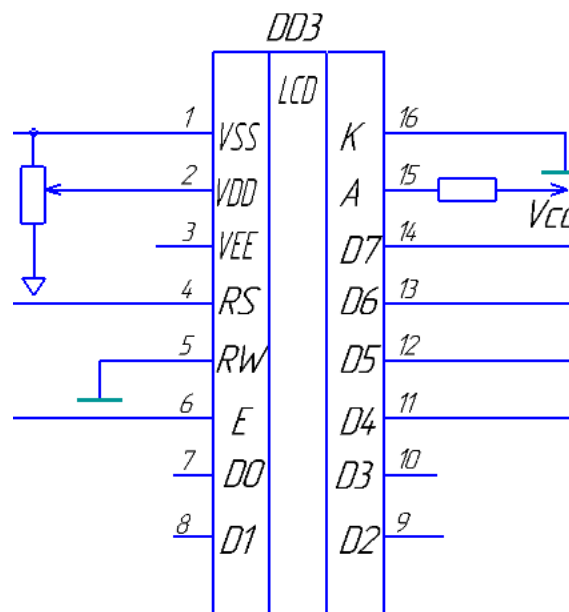 DD3
LCD
1 VSS K 16
2 VDD A 15
Vcc
3 VEE D7 14
4 RS D6 13
5 RW D5 12
6 E D4 11
7 D0 D3 10
8 D1 D2 9